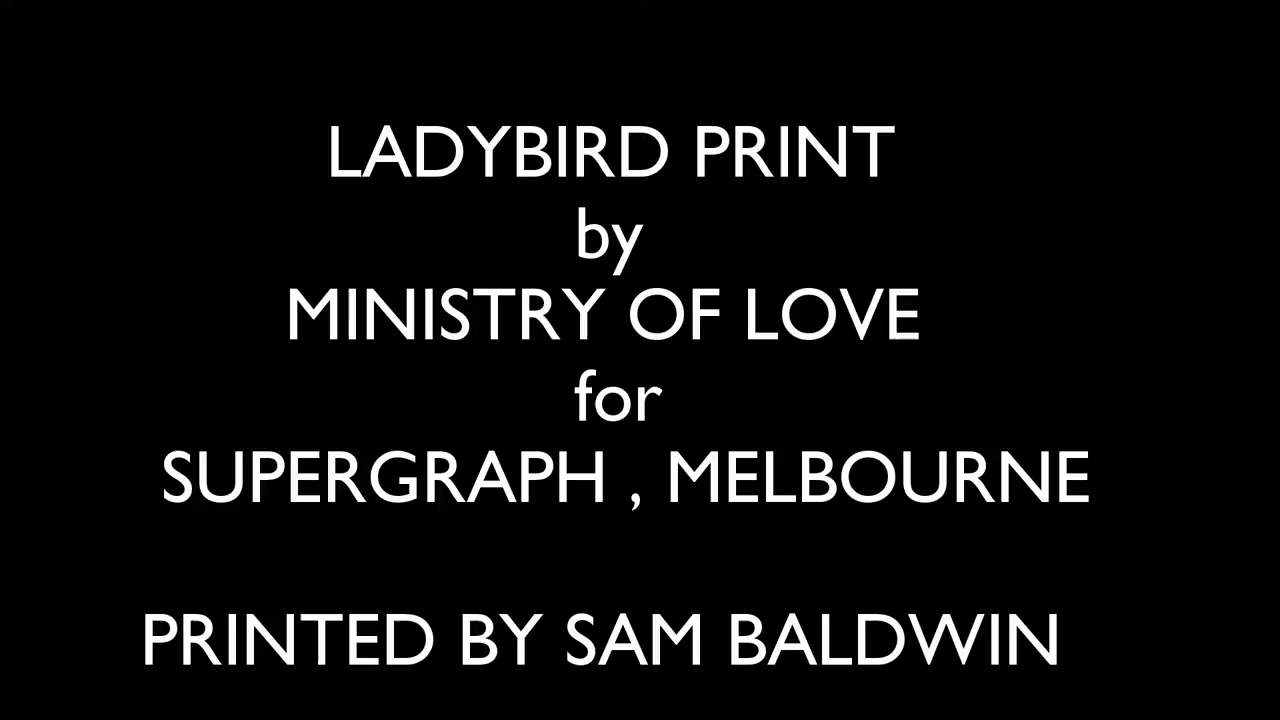 LADYBIRD PRINT
by
MINISTRY OF LOVE
for
SUPERGRAPH , MELBOURNE
PRINTED BY SAM BALDWIN